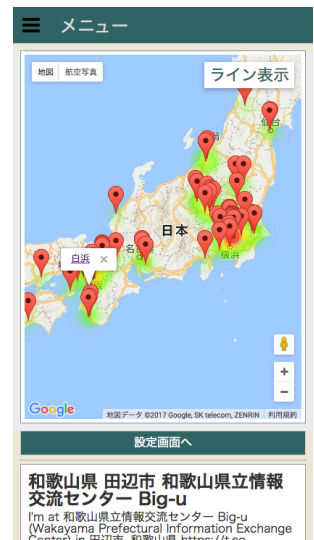 メニュー
地図
航空写真
ライン表示
仙台
日本
横浜
白浜 ×
+
−
Google
地図データ ©2017 Google, SK telecom, ZENRIN
利用規約
設定画面へ
和歌山県 田辺市 和歌山県立情報
交流センター Big-u
I'm at 和歌山県立情報交流センター Big-u
(Wakayama Prefectural Information Exchange
Center) in 田辺市, 和歌山県 https://t.co